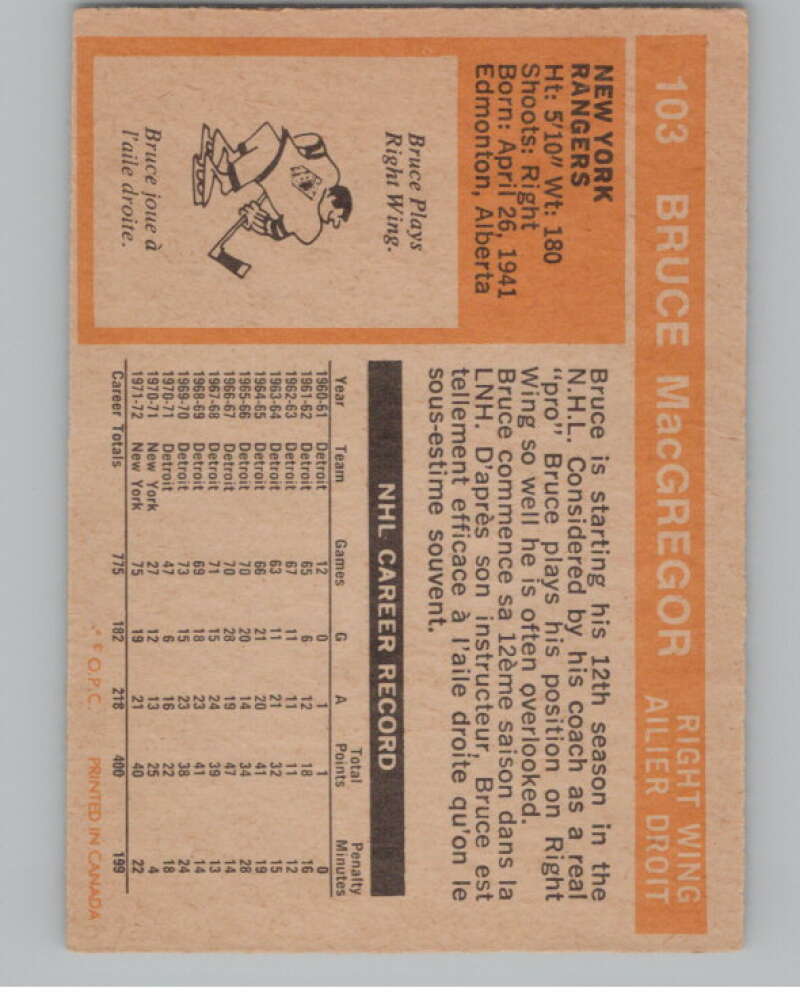 103 BRUCE MacGREGOR RIGHT WING
AILIER DROIT
NEW YORK
RANGERS
Ht: 5'10" Wt: 180
Shoots: Right
Born: April 26, 1941
Edmonton, Alberta
Bruce Plays
Right Wing.
Bruce joue à
l'aile droite.
Bruce is starting his 12th season in the
N.H.L. Considered by his coach as a real
"pro" Bruce plays his position on Right
Wing so well he is often overlooked.
Bruce commence sa 12ème saison dans la
LNH. D'après son instructeur, Bruce est
tellement efficace à l'aile droite qu'on le
sous-estime souvent.
NHL CAREER RECORD
Year Team Games G A Total Points Penalty Minutes
1960-61 Detroit 12 0 1 1 0
1961-62 Detroit 65 6 12 18 16
1962-63 Detroit 67 11 11 11 12
1963-64 Detroit 63 11 21 32 15
1964-65 Detroit 66 21 20 41 19
1965-66 Detroit 70 20 14 34 28
1966-67 Detroit 70 28 19 47 14
1967-68 Detroit 71 15 24 39 13
1968-69 Detroit 69 18 23 41 14
1969-70 Detroit 73 15 23 38 24
1970-71 Detroit 47 6 16 22 18
1970-71 New York 27 12 13 25 4
1971-72 New York 75 19 21 40 22
Career Totals 775 182 218 400 199
© O.P.C. PRINTED IN CANADA